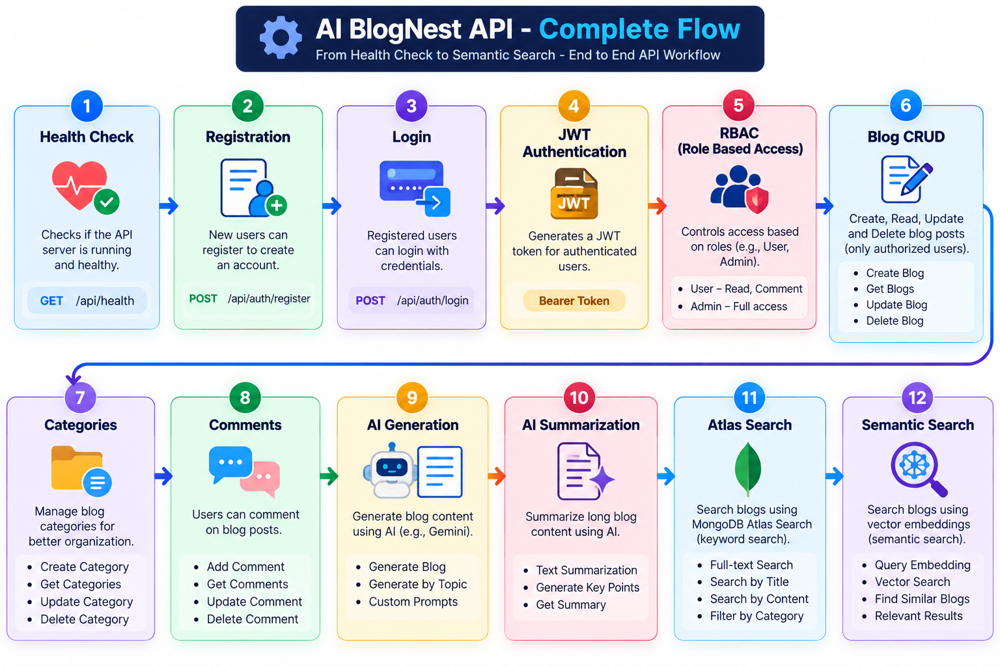 AI BlogNest API - Complete Flow
From Health Check to Semantic Search - End to End API Workflow
1
Health Check
Checks if the API
server is running
and healthy.
GET /api/health
2
Registration
New users can
register to create
an account.
POST /api/auth/register
3
Login
Registered users
can login with
credentials.
POST /api/auth/login
4
JWT
Authentication
JWT
Generates a JWT
token for authenticated
users.
Bearer Token
5
RBAC
(Role Based Access)
Controls access based
on roles (e.g., User,
Admin).
• User – Read, Comment
• Admin – Full access
6
Blog CRUD
Create, Read, Update
and Delete blog posts
(only authorized users).
• Create Blog
• Get Blogs
• Update Blog
• Delete Blog
7
Categories
Manage blog
categories for
better organization.
• Create Category
• Get Categories
• Update Category
• Delete Category
8
Comments
Users can comment
on blog posts.
• Add Comment
• Get Comments
• Update Comment
• Delete Comment
9
AI Generation
Generate blog content
using AI (e.g., Gemini).
• Generate Blog
• Generate by Topic
• Custom Prompts
10
AI Summarization
Summarize long blog
content using AI.
• Text Summarization
• Generate Key Points
• Get Summary
11
Atlas Search
Search blogs using
MongoDB Atlas Search
(keyword search).
• Full-text Search
• Search by Title
• Search by Content
• Filter by Category
12
Semantic Search
Search blogs using
vector embeddings
(semantic search).
• Query Embedding
• Vector Search
• Find Similar Blogs
• Relevant Results